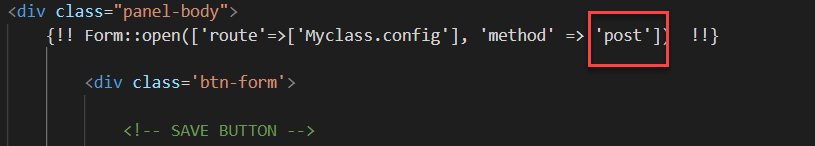 <div class="panel-body">
{!! Form::open(['route'=>['Myclass.config'], 'method' => 'post']) !!}
<div class='btn-form'>
<!-- SAVE BUTTON -->